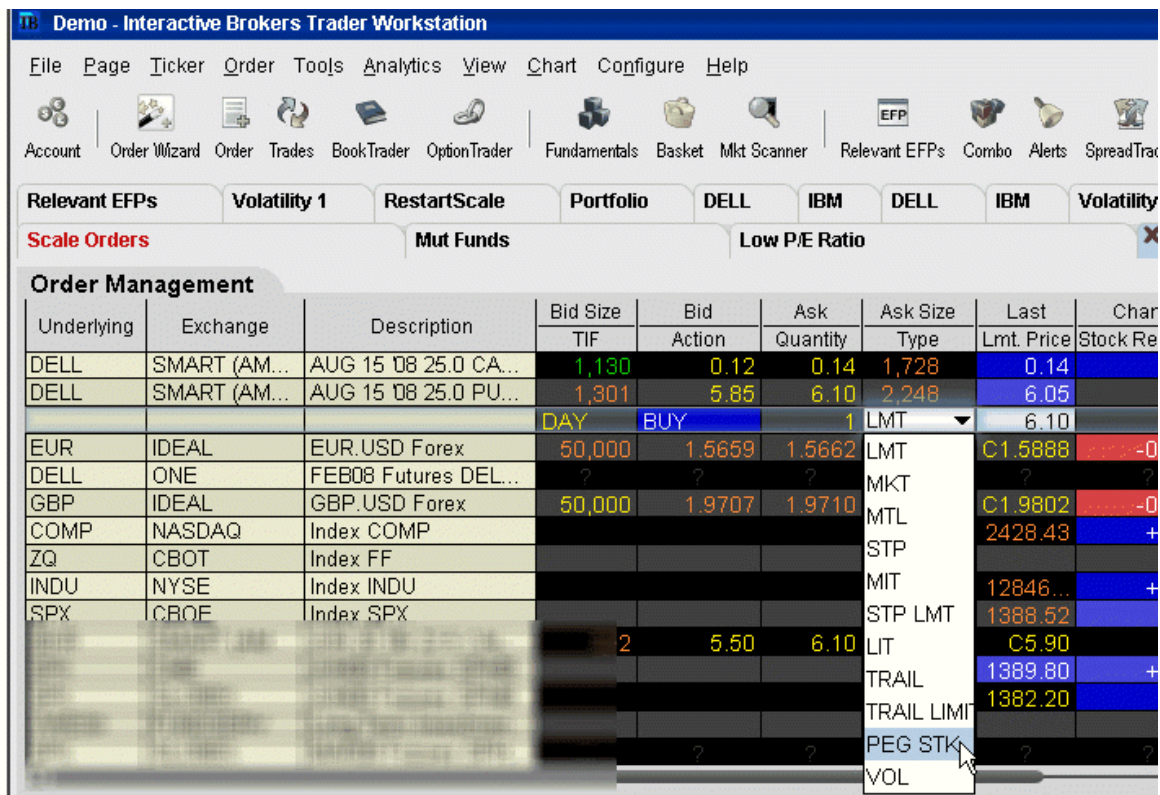 Demo - Interactive Brokers Trader Workstation
File Page Ticker Order Tools Analytics View Chart Configure Help
EFP
Account Order Wizard Order Trades BookTrader OptionTrader Fundamentals Basket Mkt Scanner Relevant EFPs Combo Alerts SpreadTrad
Relevant EFPs Volatility 1 RestartScale Portfolio DELL IBM DELL IBM Volatility
Scale Orders Mut Funds Low P/E Ratio
Order Management
Underlying Exchange Description Bid Size Bid Ask Ask Size Last Char
TIF Action Quantity Type Lmt. Price Stock Re
DELL SMART (AM... AUG 15 '08 25.0 CA... 1,130 0.12 0.14 1,728 0.14
DELL SMART (AM... AUG 15 '08 25.0 PU... 1,301 5.85 6.10 2,248 6.05
DAY BUY 1 LMT 6.10
EUR IDEAL EUR.USD Forex 50,000 1.5659 1.5662 LMT C1.5888 -0
DELL ONE FEB08 Futures DEL... ? ? ? MKT ? ?
GBP IDEAL GBP.USD Forex 50,000 1.9707 1.9710 MTL C1.9802 -0
COMP NASDAQ Index COMP 2428.43 +
ZQ CBOT Index FF STP
INDU NYSE Index INDU MIT 12846... +
SPX CBOE Index SPX STP LMT 1388.52
2 5.50 6.10 LIT C5.90
TRAIL 1389.80 +
TRAIL LIMI 1382.20
PEG STK
? ? ? ?
VOL